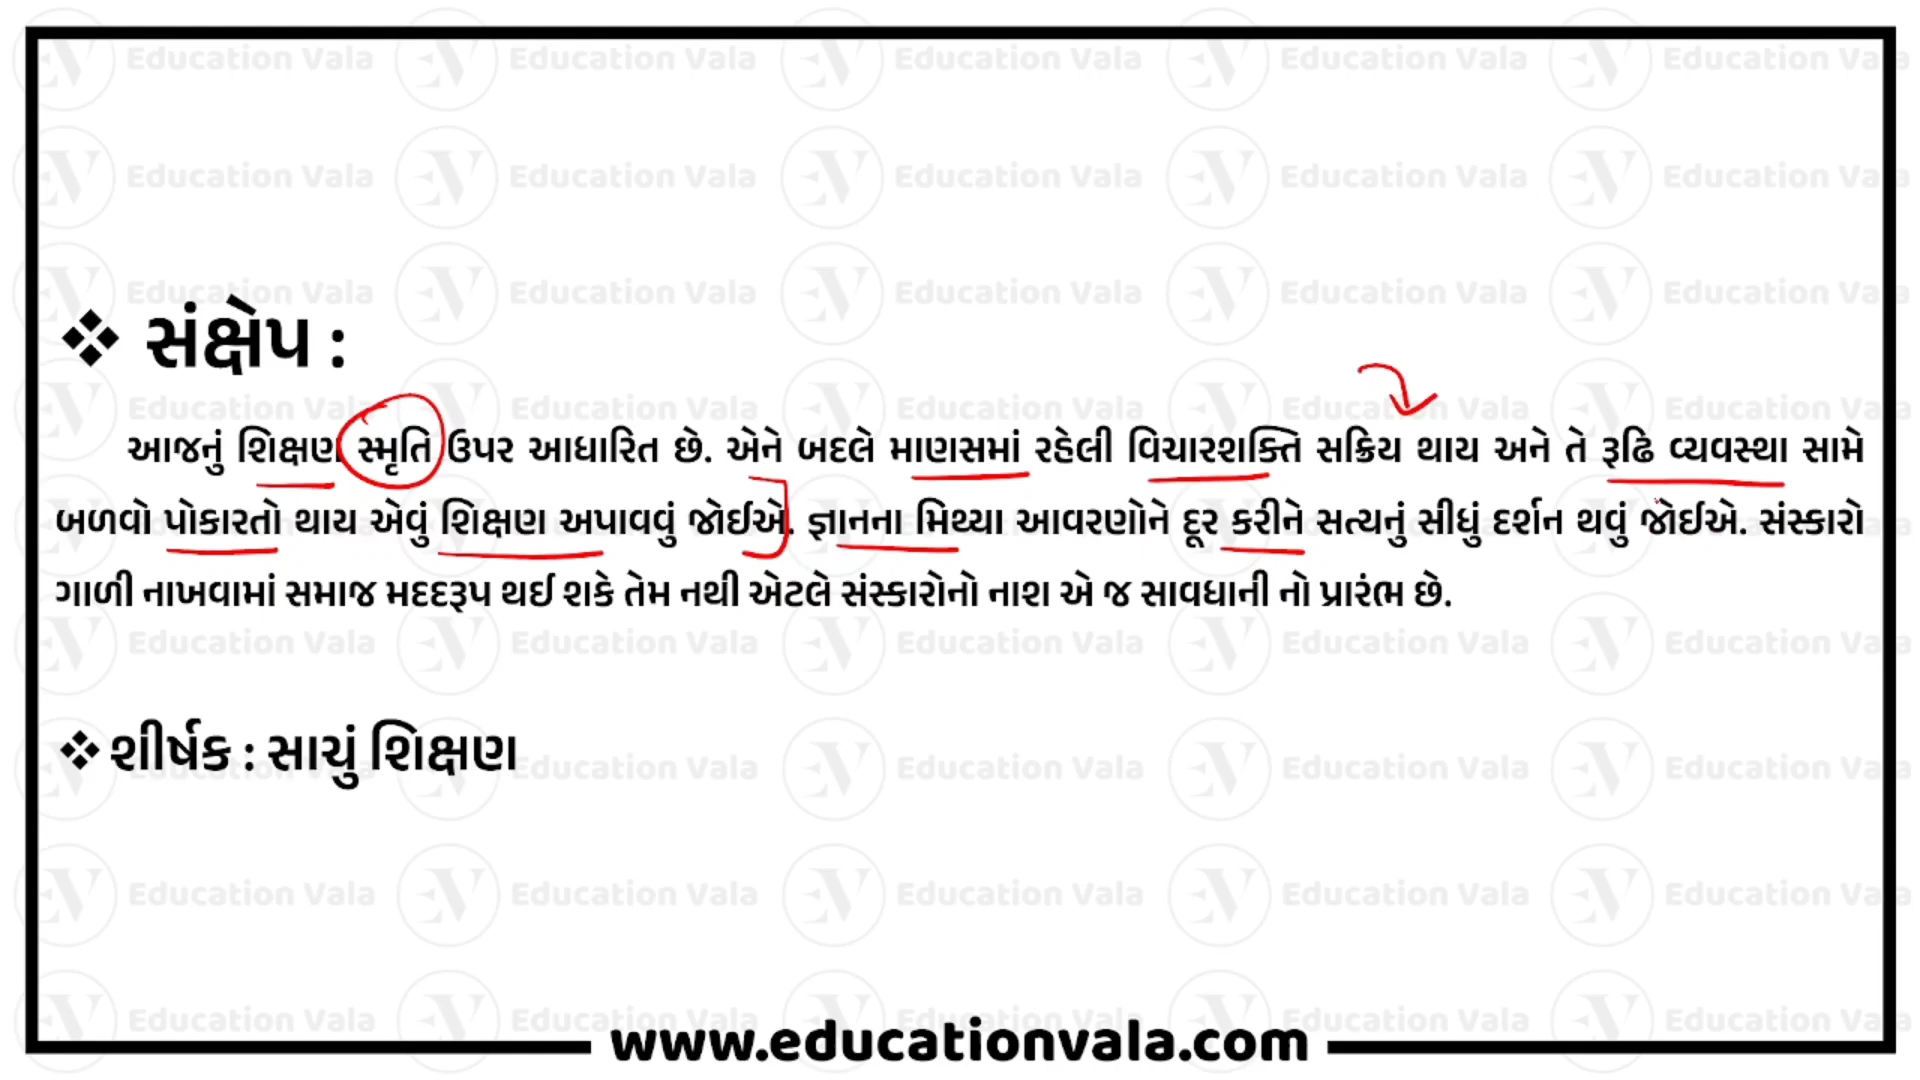 ❖ સંક્ષેપ :
આજનું શિક્ષણ સ્મૃતિ ઉપર આધારિત છે. એને બદલે માણસમાં રહેલી વિચારશક્તિ સક્રિય થાય અને તે રૂઢિ વ્યવસ્થા સામે
બળવો પોકારતો થાય એવું શિક્ષણ અપાવવું જોઈએ. જ્ઞાનના મિથ્યા આવરણોને દૂર કરીને સત્યનું સીધું દર્શન થવું જોઈએ. સંસ્કારો
ગાળી નાખવામાં સમાજ મદદરૂપ થઈ શકે તેમ નથી એટલે સંસ્કારોનો નાશ એ જ સાવધાની નો પ્રારંભ છે.
❖ શીર્ષક : સાચું શિક્ષણ
www.educationvala.com
Education Vala